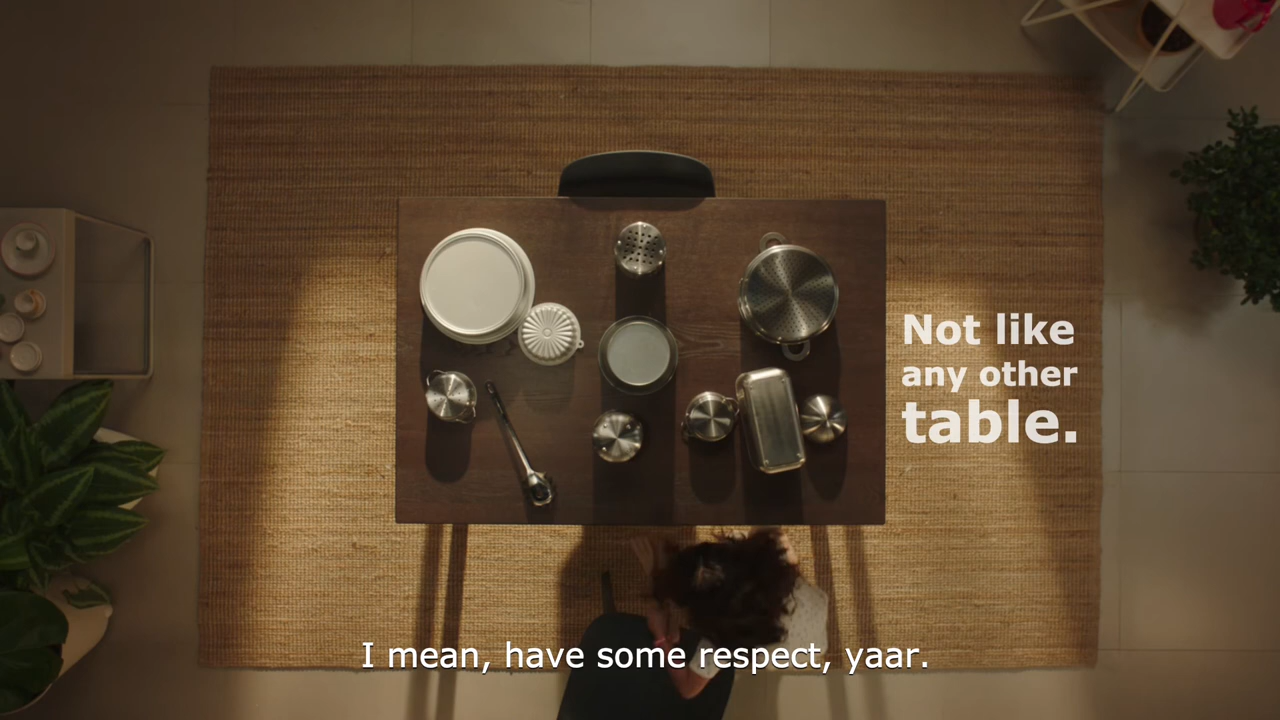 Not like
any other
table.
I mean, have some respect, yaar.